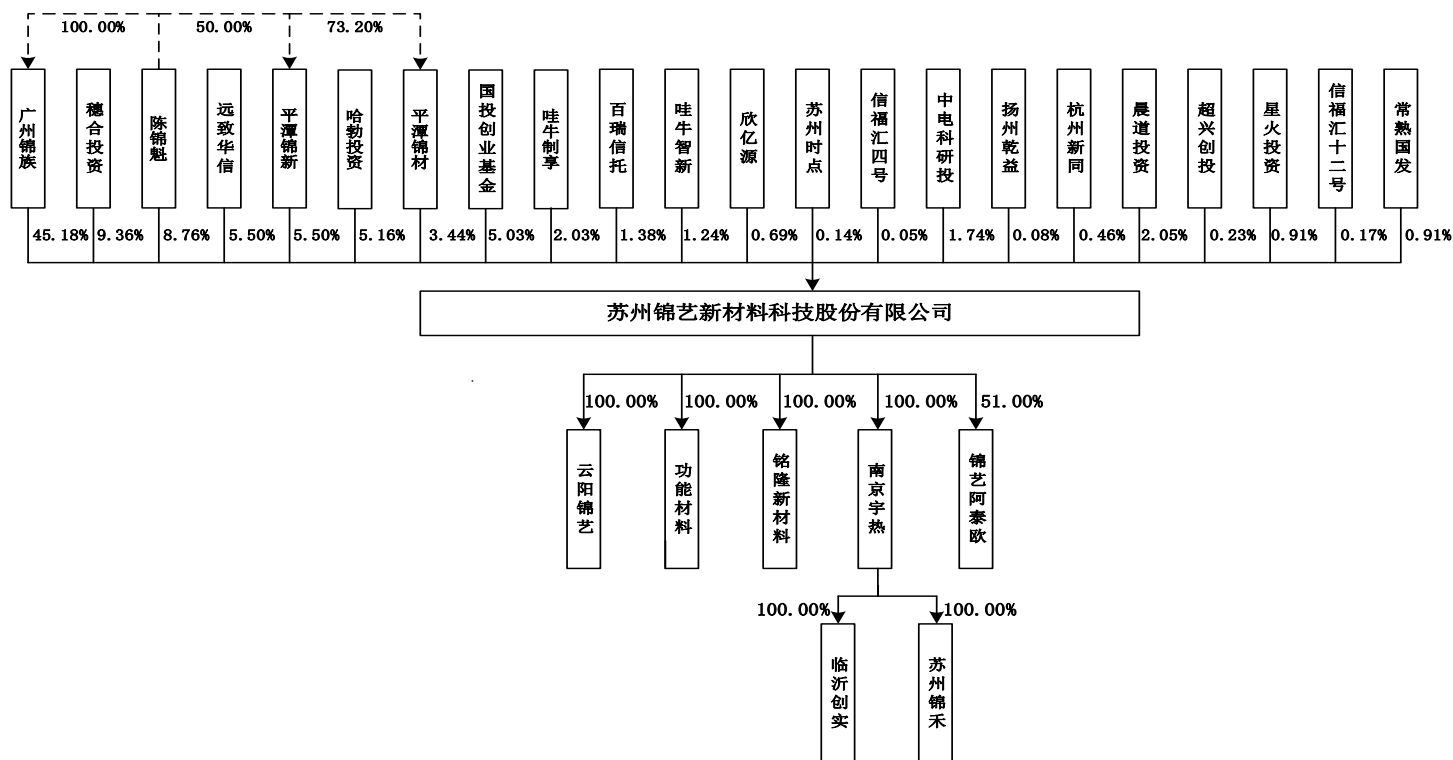 100.00%
50.00%
73.20%
广州锦族
穗合投资
陈锦魁
远致华信
平潭锦新
哈勃投资
平潭锦材
国投创业基金
哇牛制享
百瑞信托
哇牛智新
欣亿源
苏州时点
信福汇四号
中电科研投
扬州乾益
杭州新同
晨道投资
超兴创投
星火投资
信福汇十二号
常熟国发
45.18%
9.36%
8.76%
5.50%
5.50%
5.16%
3.44%
5.03%
2.03%
1.38%
1.24%
0.69%
0.14%
0.05%
1.74%
0.08%
0.46%
2.05%
0.23%
0.91%
0.17%
0.91%
苏州锦艺新材料科技股份有限公司
100.00%
100.00%
100.00%
100.00%
51.00%
云阳锦艺
功能材料
铭隆新材料
南京宇热
锦艺阿泰欧
100.00%
100.00%
临沂创实
苏州锦禾